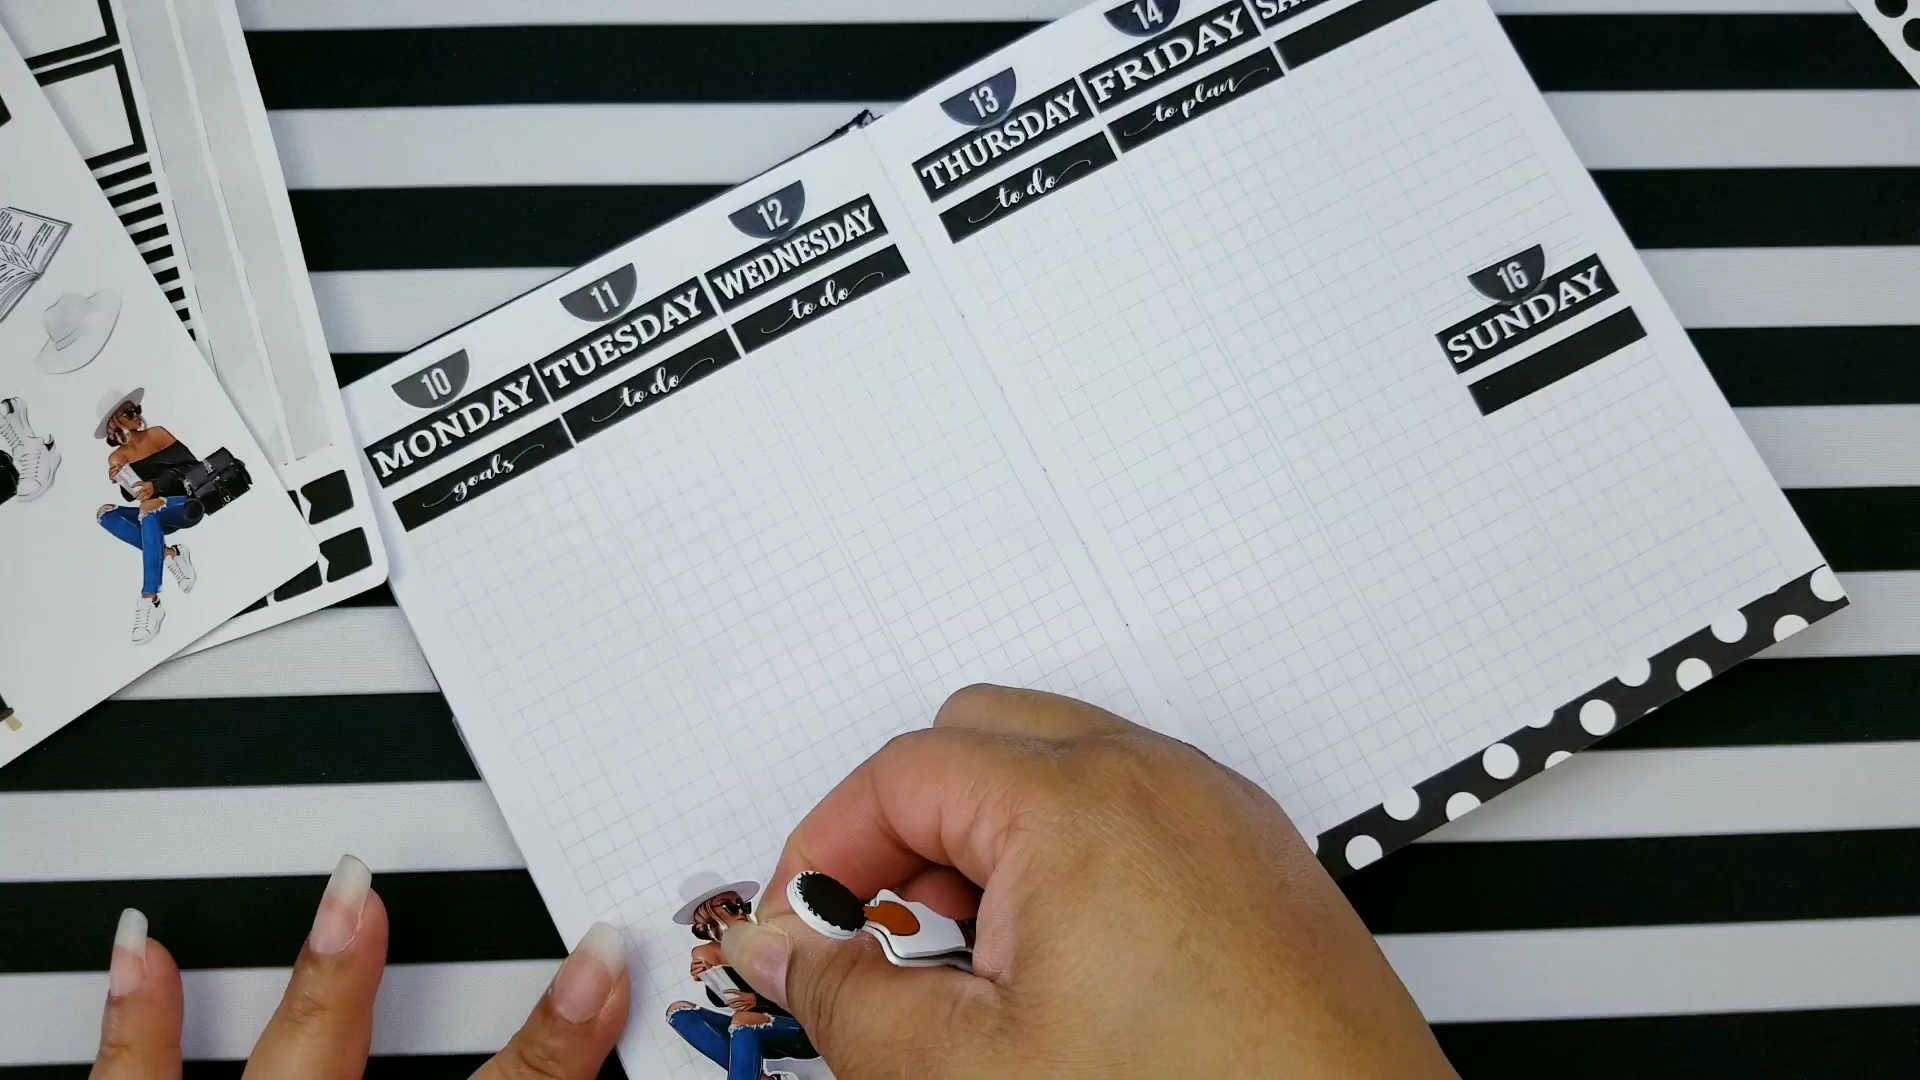 10
MONDAY
goals
11
TUESDAY
to do
12
WEDNESDAY
to do
13
THURSDAY
to do
14
FRIDAY
to plan
16
SUNDAY